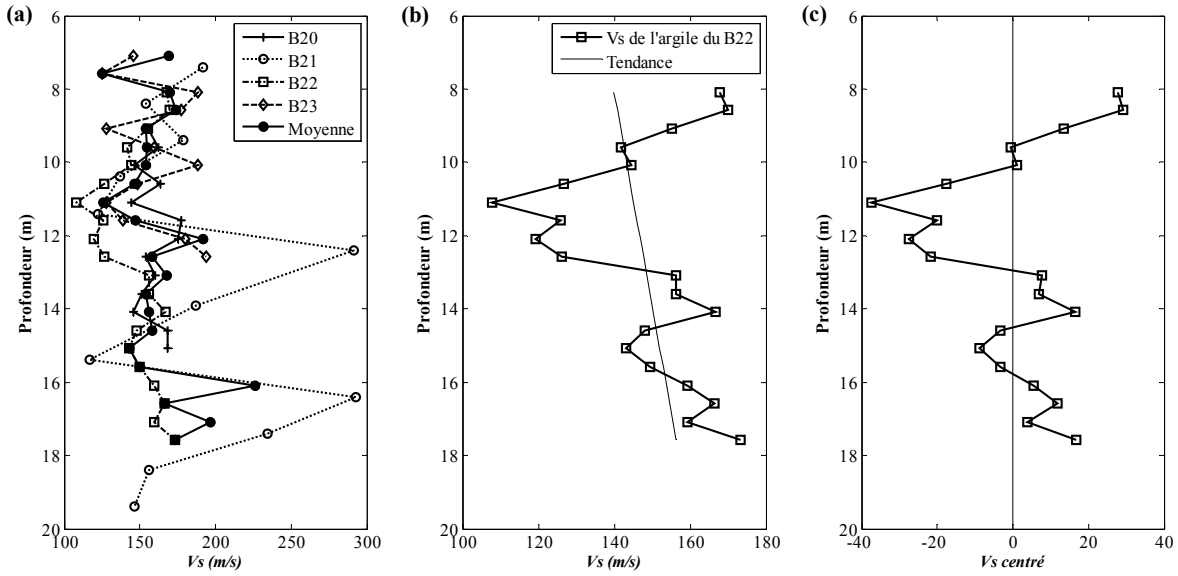 (a)
6
8
10
12
14
16
18
20
Profondeur (m)
100
150
200
250
300
Vs (m/s)
B20
B21
B22
B23
Moyenne
(b)
6
8
10
12
14
16
18
20
Profondeur (m)
100
120
140
160
180
Vs (m/s)
Vs de l'argile du B22
Tendance
(c)
6
8
10
12
14
16
18
20
Profondeur (m)
-40
-20
0
20
40
Vs centré